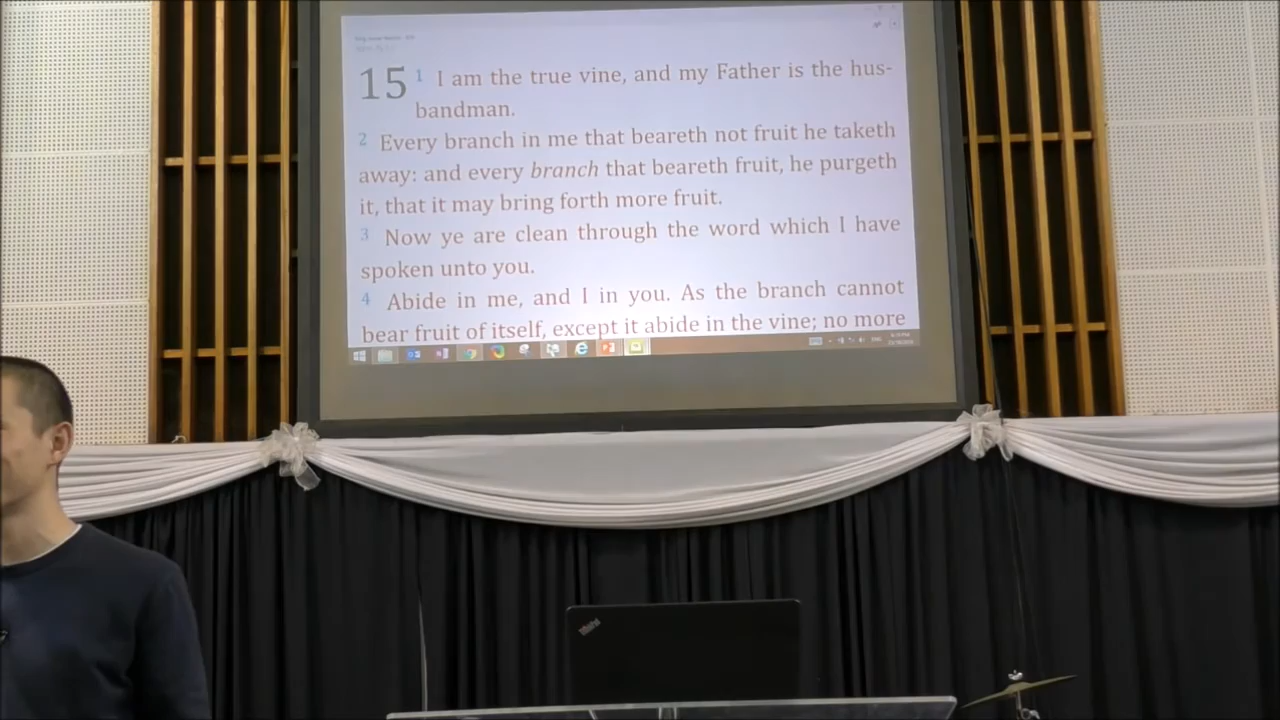 15 1 I am the true vine, and my Father is the hus-
bandman.
2 Every branch in me that beareth not fruit he taketh
away: and every branch that beareth fruit, he purgeth
it, that it may bring forth more fruit.
3 Now ye are clean through the word which I have
spoken unto you.
4 Abide in me, and I in you. As the branch cannot
bear fruit of itself, except it abide in the vine; no more
ThinkPad